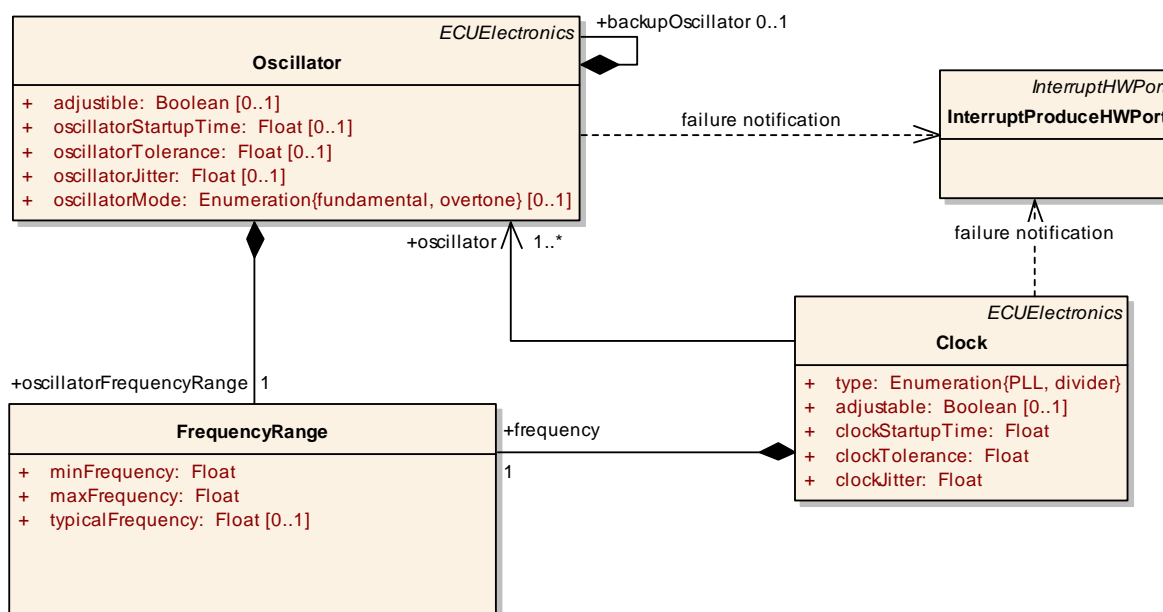 +backupOscillator 0..1
ECUElectronics
Oscillator
+ adjustible: Boolean [0..1]
+ oscillatorStartupTime: Float [0..1]
+ oscillatorTolerance: Float [0..1]
+ oscillatorJitter: Float [0..1]
+ oscillatorMode: Enumeration{fundamental, overtone} [0..1]
failure notification
InterruptHWPort
InterruptProduceHWPort
failure notification
+oscillator 1..*
ECUElectronics
Clock
+ type: Enumeration{PLL, divider}
+ adjustable: Boolean [0..1]
+ clockStartupTime: Float
+ clockTolerance: Float
+ clockJitter: Float
+oscillatorFrequencyRange 1
+frequency
1
FrequencyRange
+ minFrequency: Float
+ maxFrequency: Float
+ typicalFrequency: Float [0..1]